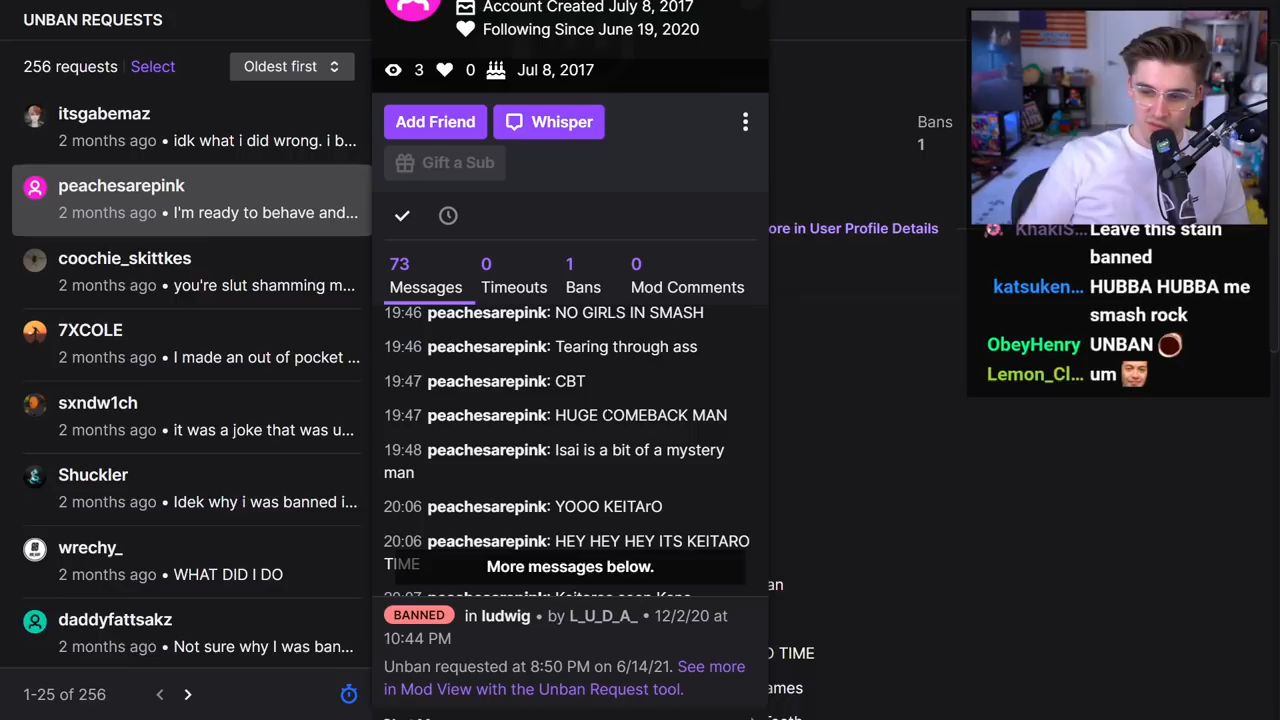 UNBAN REQUESTS
256 requests Select Oldest first
itsgabemaz
2 months ago • idk what i did wrong. i b...
peachesarepink
2 months ago • I'm ready to behave and...
coochie_skittkes
2 months ago • you're slut shamming m...
7XCOLE
2 months ago • I made an out of pocket ...
sxndw1ch
2 months ago • it was a joke that was u...
Shuckler
2 months ago • Idek why i was banned i...
wrechy_
2 months ago • WHAT DID I DO
daddyfattsakz
2 months ago • Not sure why I was ban...
1-25 of 256
Account Created July 8, 2017
Following Since June 19, 2020
3 0 Jul 8, 2017
Add Friend Whisper
Gift a Sub
73 0 1 0
Messages Timeouts Bans Mod Comments
19:46 peachesarepink: NO GIRLS IN SMASH
19:46 peachesarepink: Tearing through ass
19:47 peachesarepink: CBT
19:47 peachesarepink: HUGE COMEBACK MAN
19:48 peachesarepink: Isai is a bit of a mystery
man
20:06 peachesarepink: YOOO KEITArO
20:06 peachesarepink: HEY HEY HEY ITS KEITARO
TIME
More messages below.
BANNED in ludwig • by L_U_D_A_ • 12/2/20 at
10:44 PM
Unban requested at 8:50 PM on 6/14/21. See more
in Mod View with the Unban Request tool.
Bans
1
ore in User Profile Details
an
O TIME
ames
KhakiS... Leave this stain
banned
katsuken... HUBBA HUBBA me
smash rock
ObeyHenry UNBAN
Lemon_Cl... um